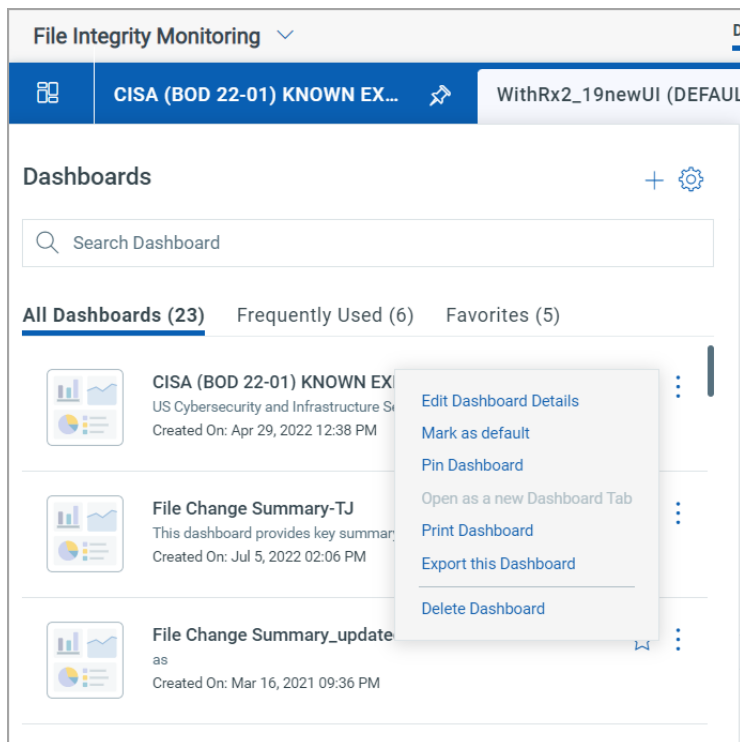 File Integrity Monitoring
D
CISA (BOD 22-01) KNOWN EX...
WithRx2_19newUI (DEFAUL
Dashboards
Search Dashboard
All Dashboards (23) Frequently Used (6) Favorites (5)
CISA (BOD 22-01) KNOWN EX
US Cybersecurity and Infrastructure Se
Created On: Apr 29, 2022 12:38 PM
Edit Dashboard Details
Mark as default
Pin Dashboard
Open as a new Dashboard Tab
Print Dashboard
Export this Dashboard
Delete Dashboard
File Change Summary-TJ
This dashboard provides key summar
Created On: Jul 5, 2022 02:06 PM
File Change Summary_update
as
Created On: Mar 16, 2021 09:36 PM